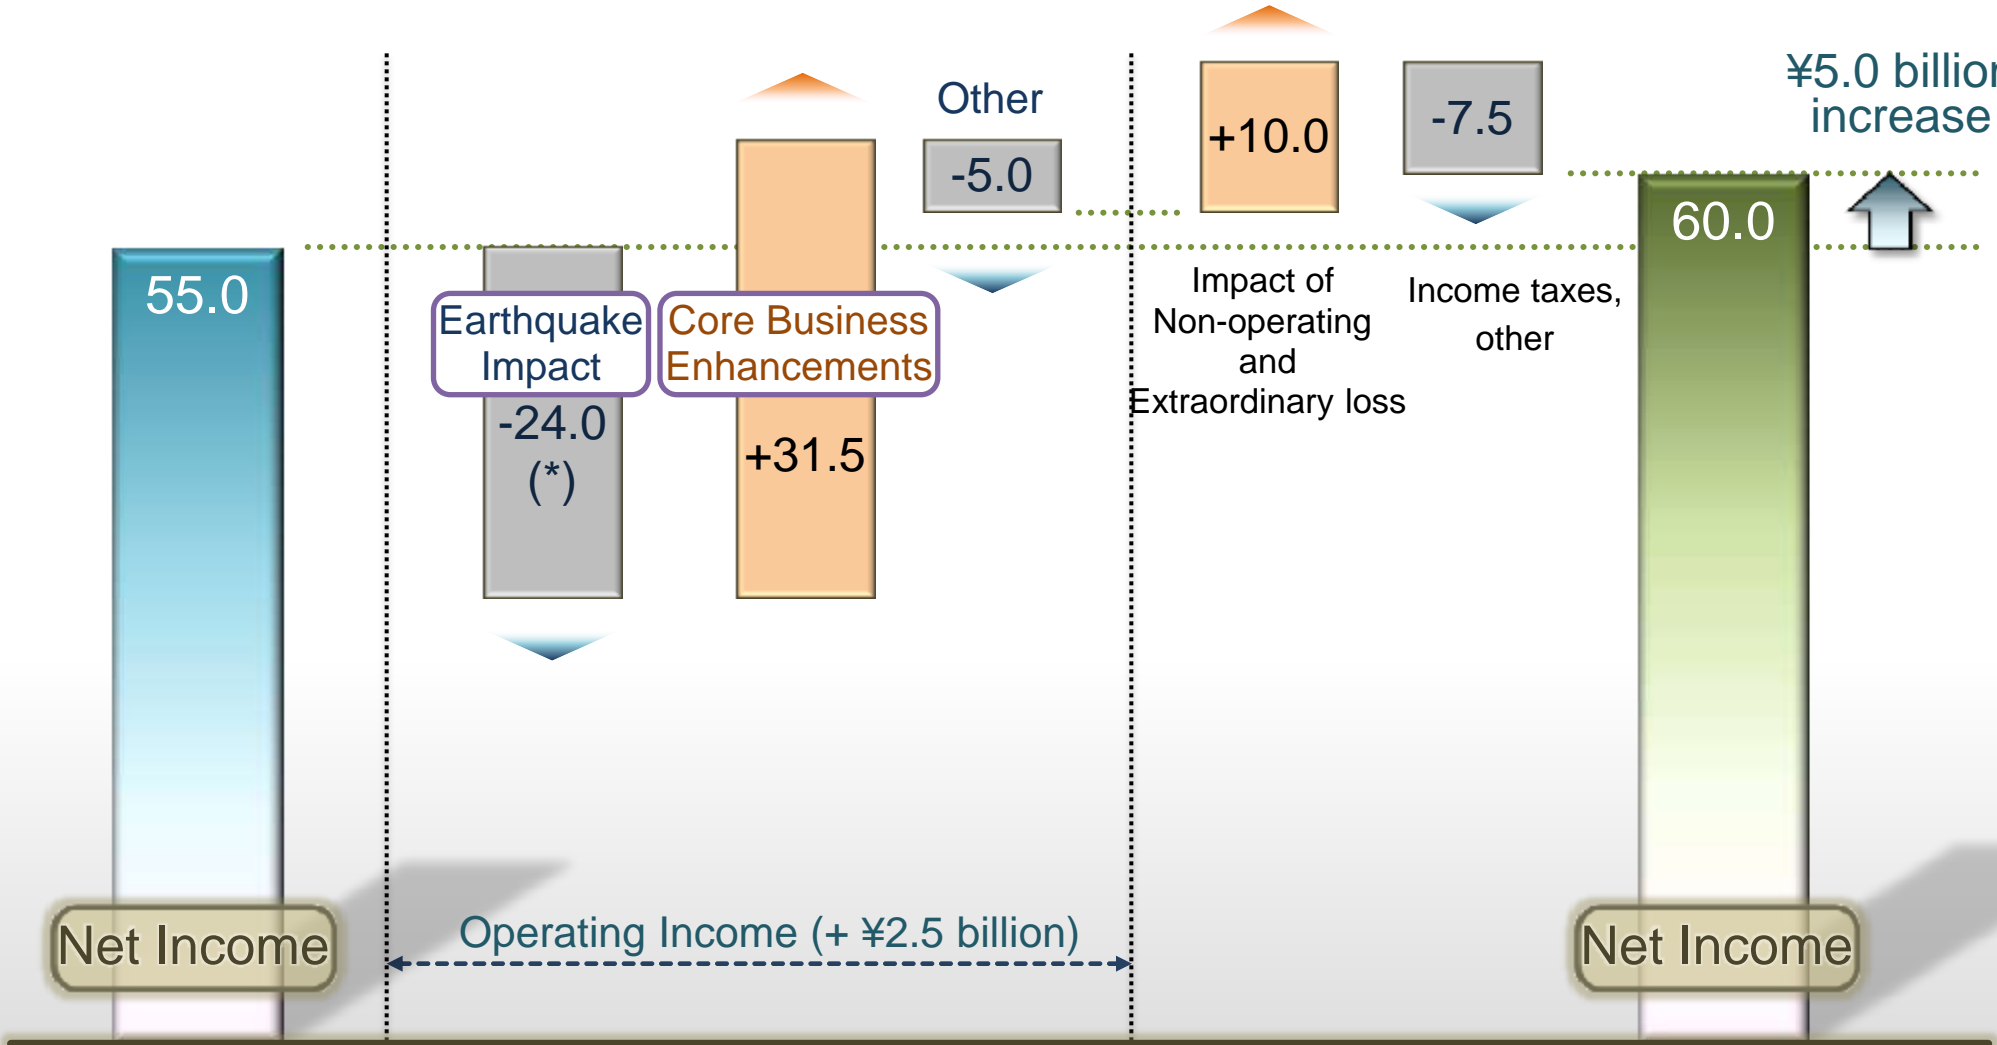 ¥5.0 billion
increase
Other
+10.0
-7.5
-5.0
60.0
55.0
Earthquake
Impact
-24.0
(*)
Core Business
Enhancements
+31.5
Impact of
Non-operating
and
Extraordinary loss
Income taxes,
other
Operating Income (+ ¥2.5 billion)
Net Income
Net Income